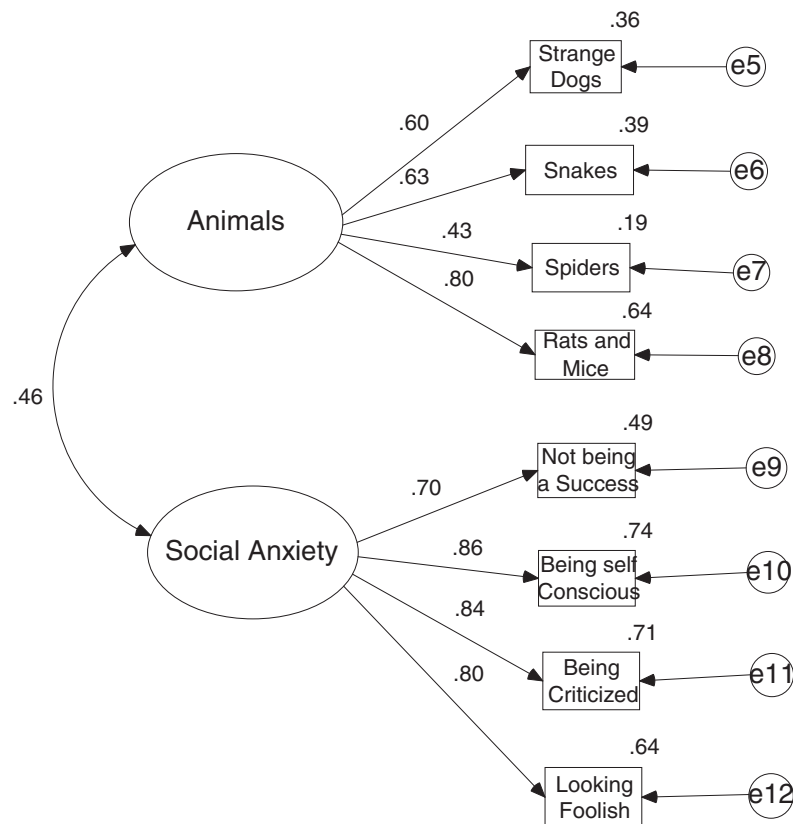 .36
Strange
Dogs
e5
.60
.39
Snakes
e6
.63
Animals
.19
.43
Spiders
e7
.80
.64
Rats and
Mice
e8
.46
.49
Not being
a Success
e9
.70
.74
Social Anxiety
.86
Being self
Conscious
e10
.84
.71
Being
Criticized
e11
.80
.64
Looking
Foolish
e12